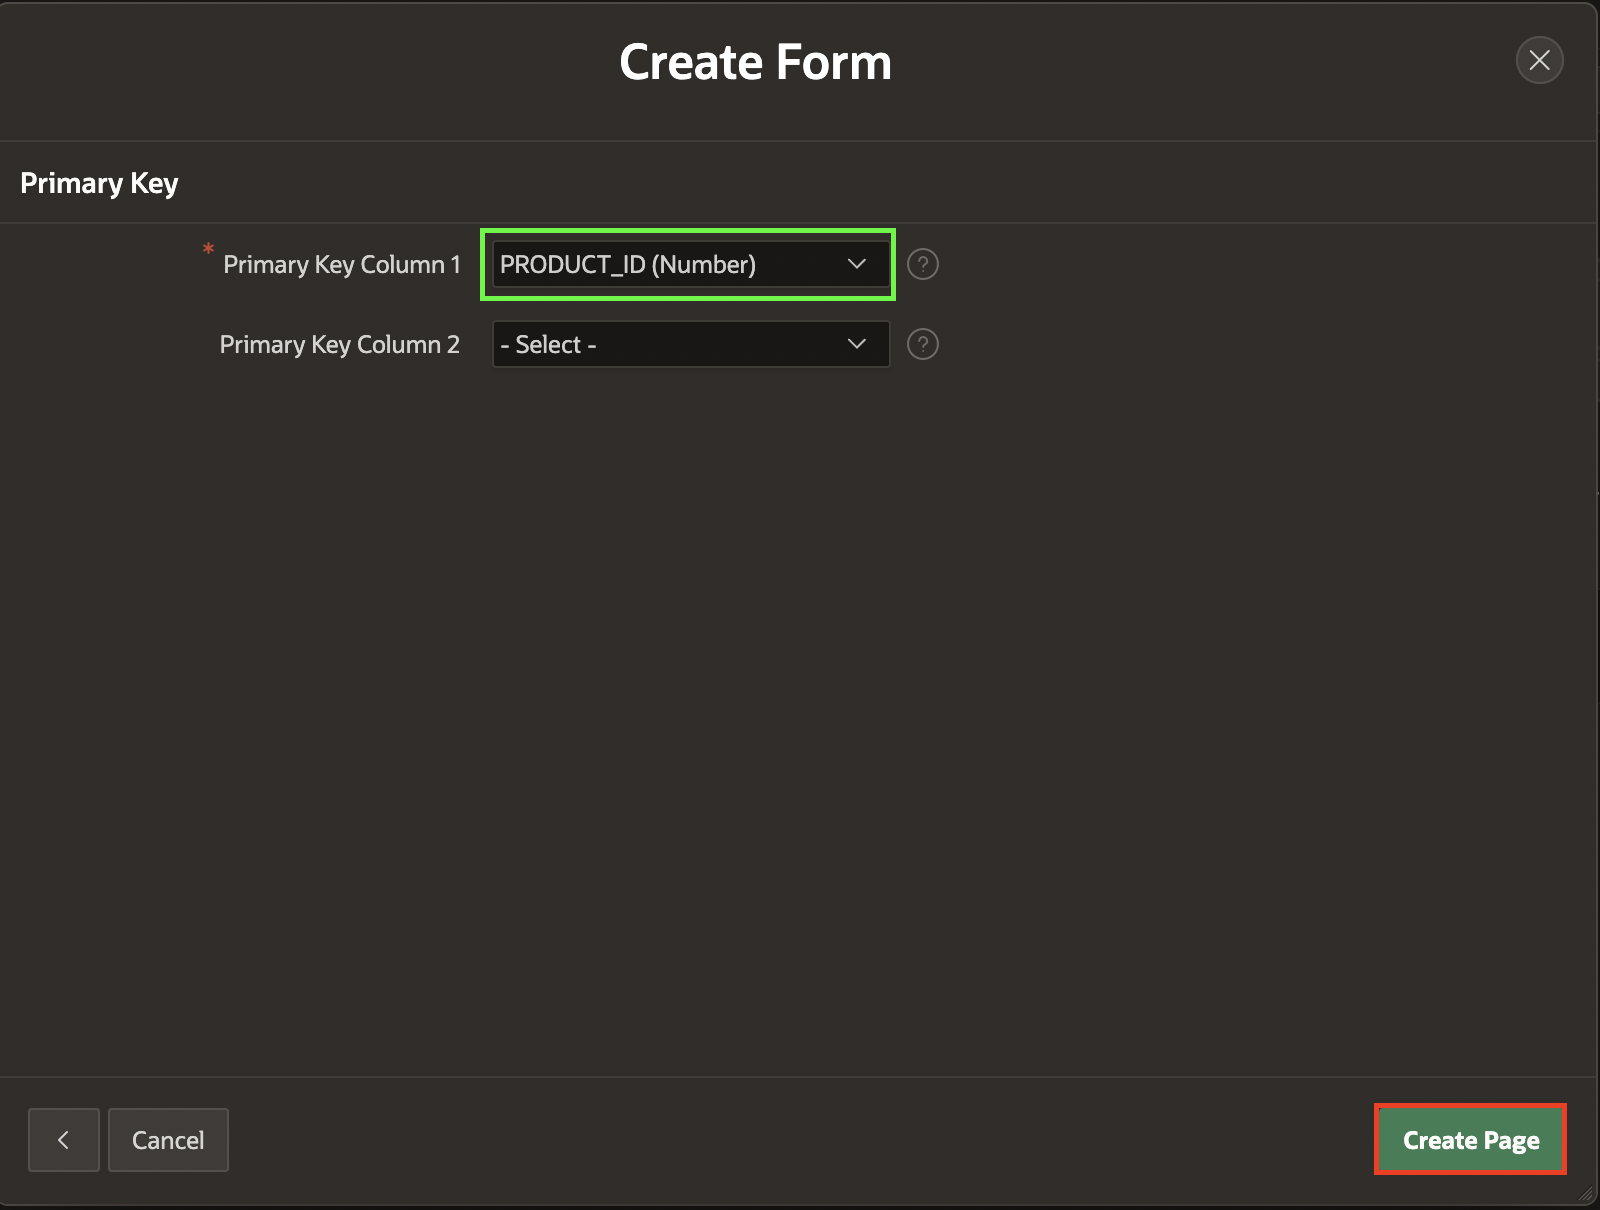 Create Form
Primary Key
* Primary Key Column 1 PRODUCT_ID (Number) ?
Primary Key Column 2 - Select - ?
Cancel Create Page